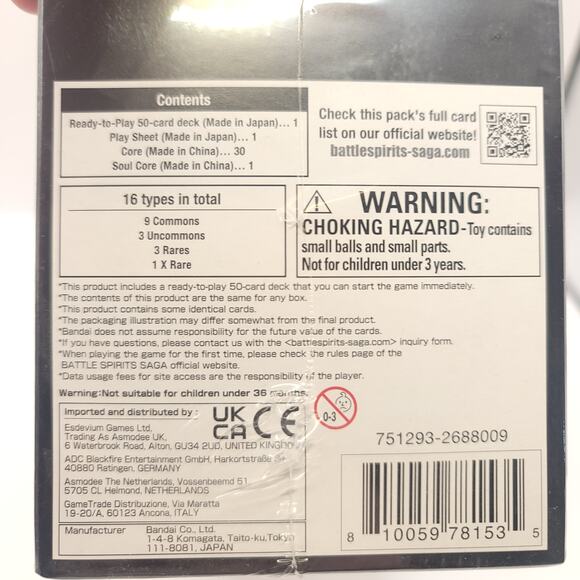 Contents
Ready-to-Play 50-card deck (Made in Japan)... 1
Play Sheet (Made in Japan)... 1
Core (Made in China)... 30
Soul Core (Made in China)... 1
Check this pack's full card
list on our official website!
battlespirits-saga.com
16 types in total
9 Commons
3 Uncommons
3 Rares
1 X Rare
WARNING:
CHOKING HAZARD-Toy contains
small balls and small parts.
Not for children under 3 years.
*This product includes a ready-to-play 50-card deck that you can start the game immediately.
*The contents of this product are the same for any box.
*This product contains some identical cards.
*The packaging illustration may differ somewhat from the final product.
*Bandai does not assume responsibility for the future value of the cards.
*If you have questions, please contact us with the <battlespirits-saga.com> inquiry form.
*When playing the game for the first time, please check the rules page of the
BATTLE SPIRITS SAGA official website.
*Data usage fees for site access are the responsibility of the player.
Warning:Not suitable for children under 36 months.
Imported and distributed by :
Esdevium Games Ltd.
Trading As Asmodee UK,
6 Waterbrook Road, Alton, GU34 2UD, UNITED KINGDOM
ADC Blackfire Entertainment GmbH, Harkortstraße
40880 Ratingen, GERMANY
Asmodee The Netherlands, Vossenbeemd 51
5705 CL Helmond, NETHERLANDS
GameTrade Distribuzione, Via Maratta
19-20/A, 60123 Ancona, ITALY
Manufacturer
Bandai Co., Ltd.
1-4-8 Komagata, Taito-ku,Tokyo
111-8081, JAPAN
UK
CA
CE
0-3
751293-2688009
8 10059 78153 5